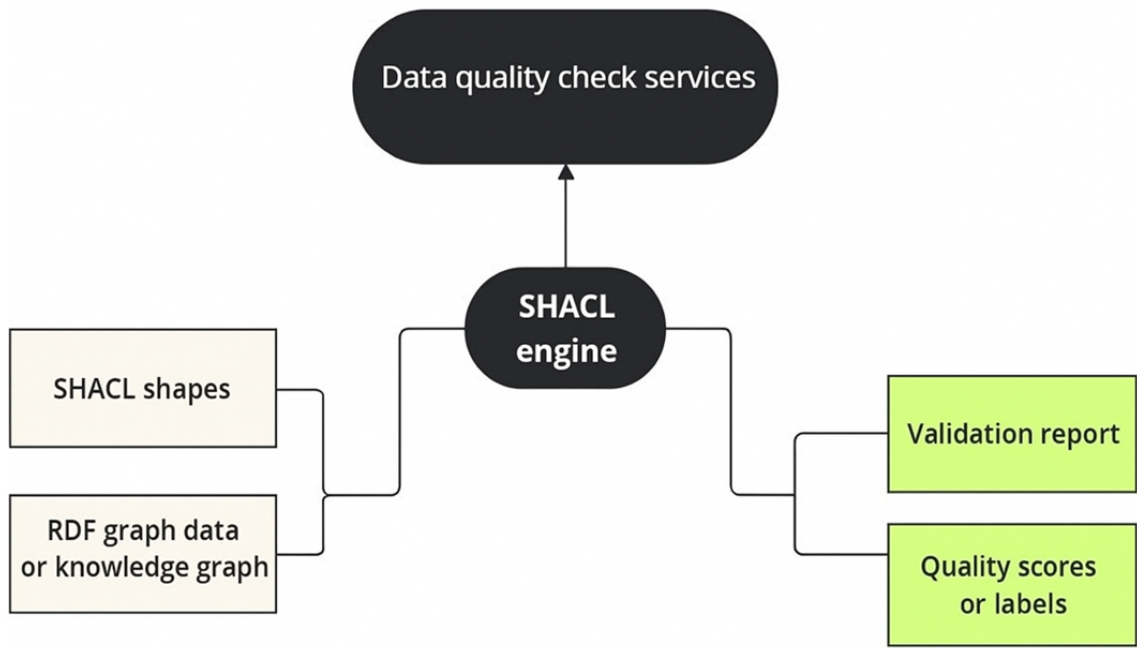 Data quality check services
SHACL
engine
SHACL shapes
RDF graph data
or knowledge graph
Validation report
Quality scores
or labels